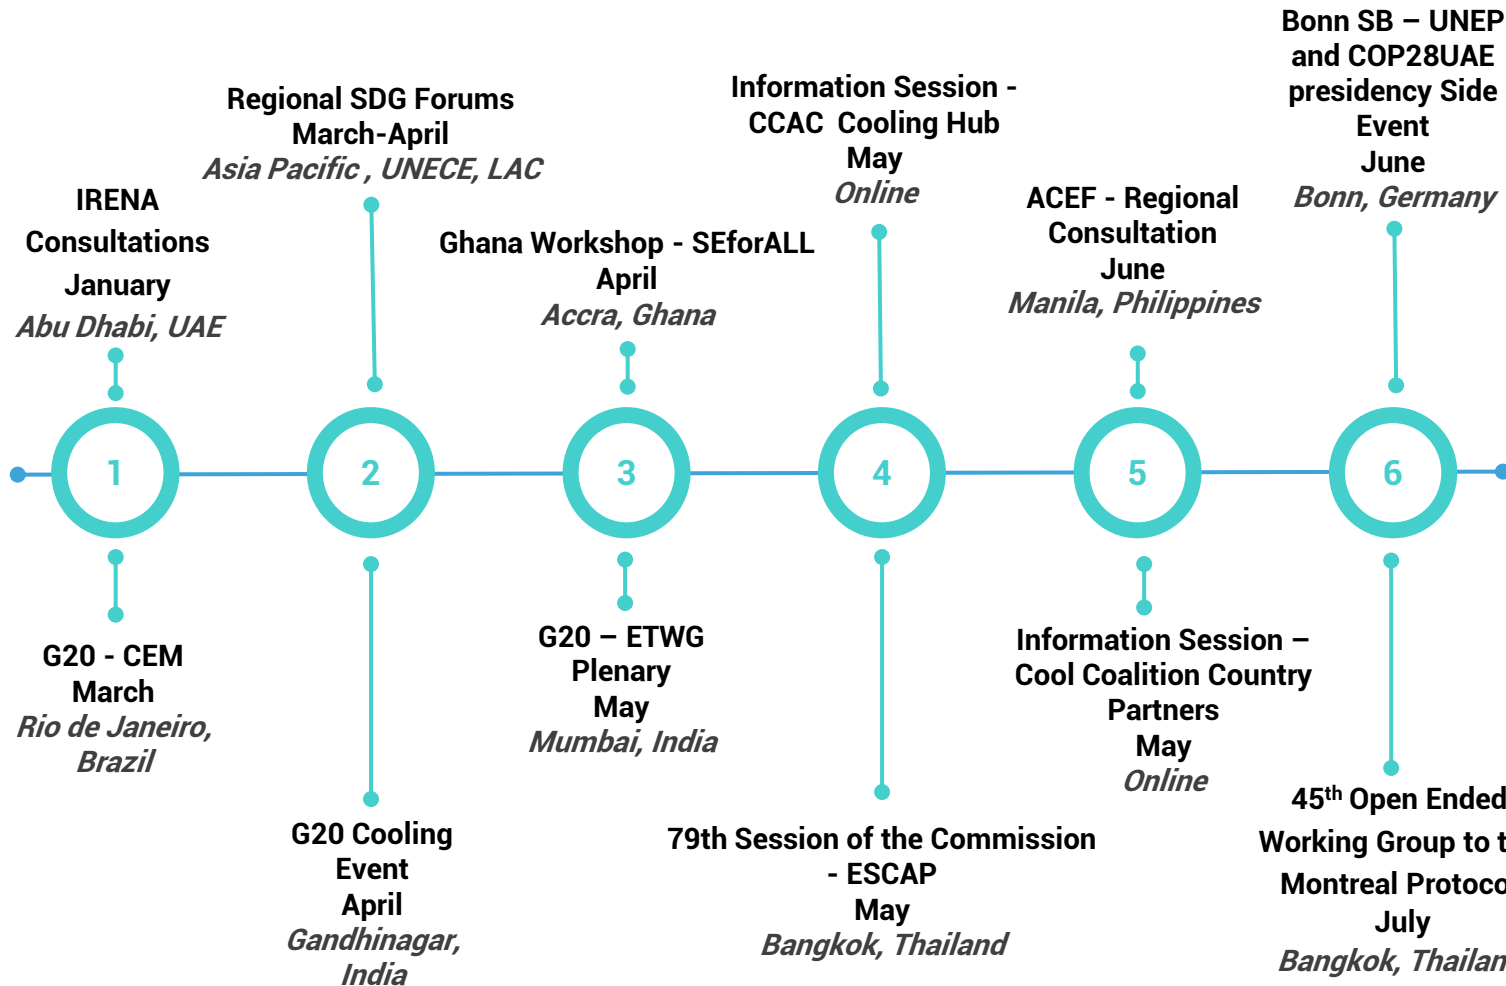 IRENA
Consultations
January
Abu Dhabi, UAE
Regional SDG Forums
March-April
Asia Pacific , UNECE, LAC
Ghana Workshop - SEforALL
April
Accra, Ghana
Information Session -
CCAC Cooling Hub
May
Online
ACEF - Regional
Consultation
June
Manila, Philippines
Bonn SB – UNEP
and COP28UAE
presidency Side
Event
June
Bonn, Germany
1
2
3
4
5
6
G20 - CEM
March
Rio de Janeiro,
Brazil
G20 Cooling
Event
April
Gandhinagar,
India
G20 – ETWG
Plenary
May
Mumbai, India
79th Session of the Commission
- ESCAP
May
Bangkok, Thailand
Information Session –
Cool Coalition Country
Partners
May
Online
45th Open Ended
Working Group to
Montreal
July
Bangkok,